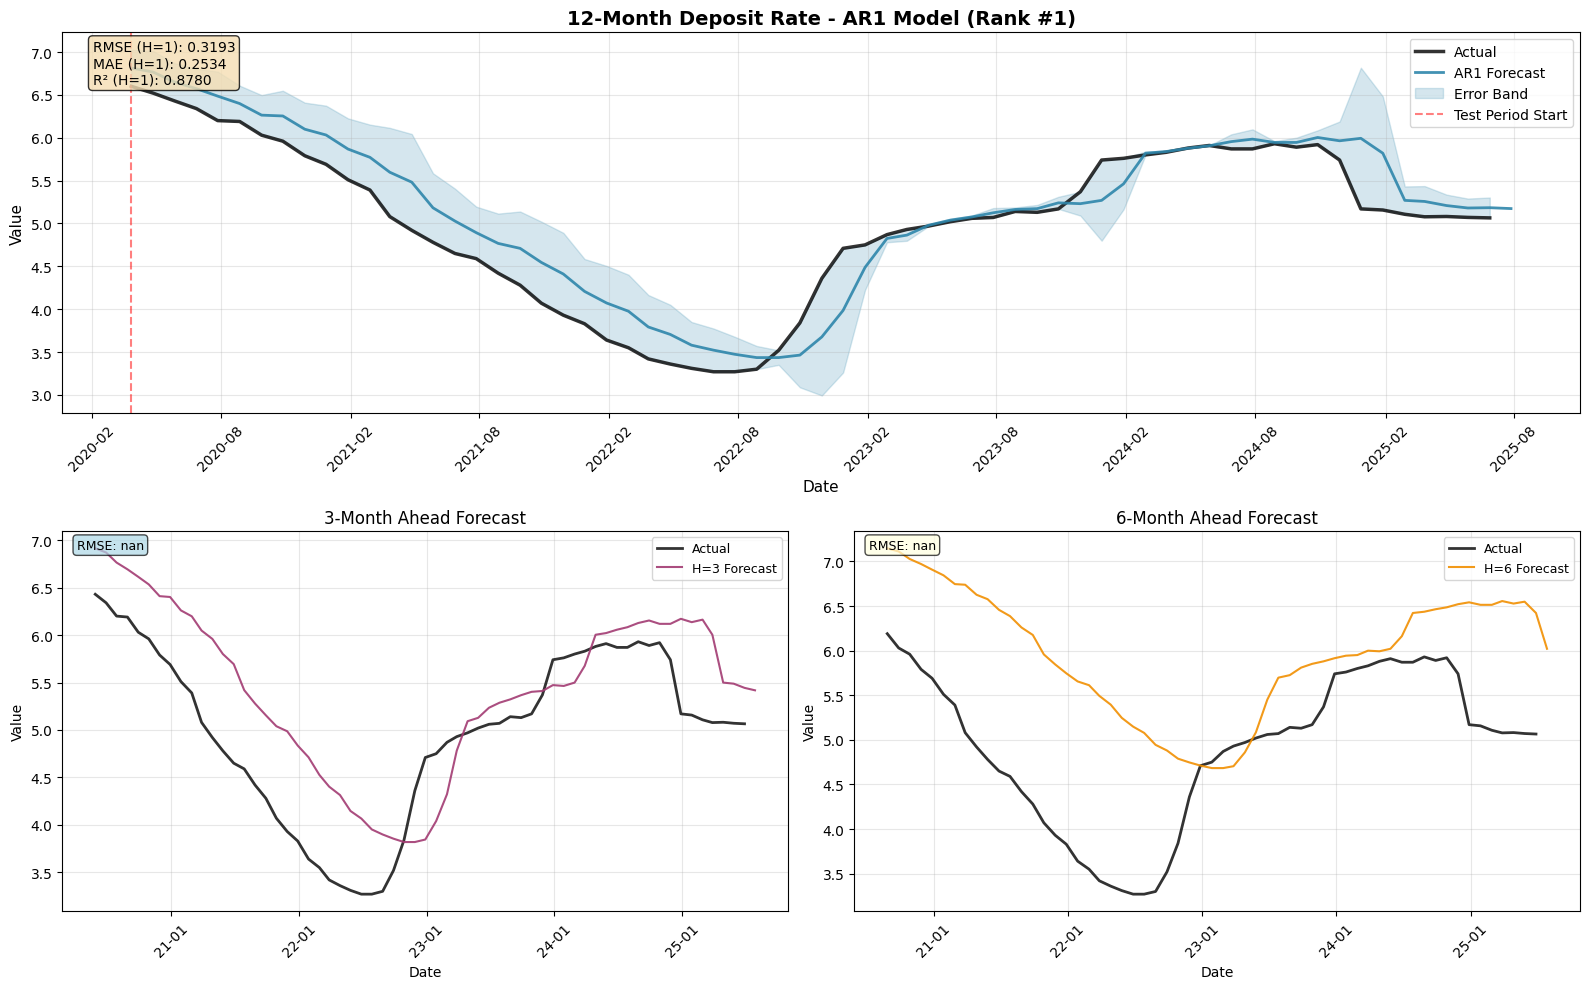 12-Month Deposit Rate - AR1 Model (Rank #1)
RMSE (H=1): 0.3193
MAE (H=1): 0.2534
R² (H=1): 0.8780
Actual
AR1 Forecast
Error Band
Test Period Start
Value
7.0
6.5
6.0
5.5
5.0
4.5
4.0
3.5
3.0
2020-02
2020-08
2021-02
2021-08
2022-02
2022-08
2023-02
2023-08
2024-02
2024-08
2025-02
2025-08
Date
3-Month Ahead Forecast
RMSE: nan
Actual
H=3 Forecast
Value
7.0
6.5
6.0
5.5
5.0
4.5
4.0
3.5
21-01
22-01
23-01
24-01
25-01
Date
6-Month Ahead Forecast
RMSE: nan
Actual
H=6 Forecast
Value
7.0
6.5
6.0
5.5
5.0
4.5
4.0
3.5
21-01
22-01
23-01
24-01
25-01
Date